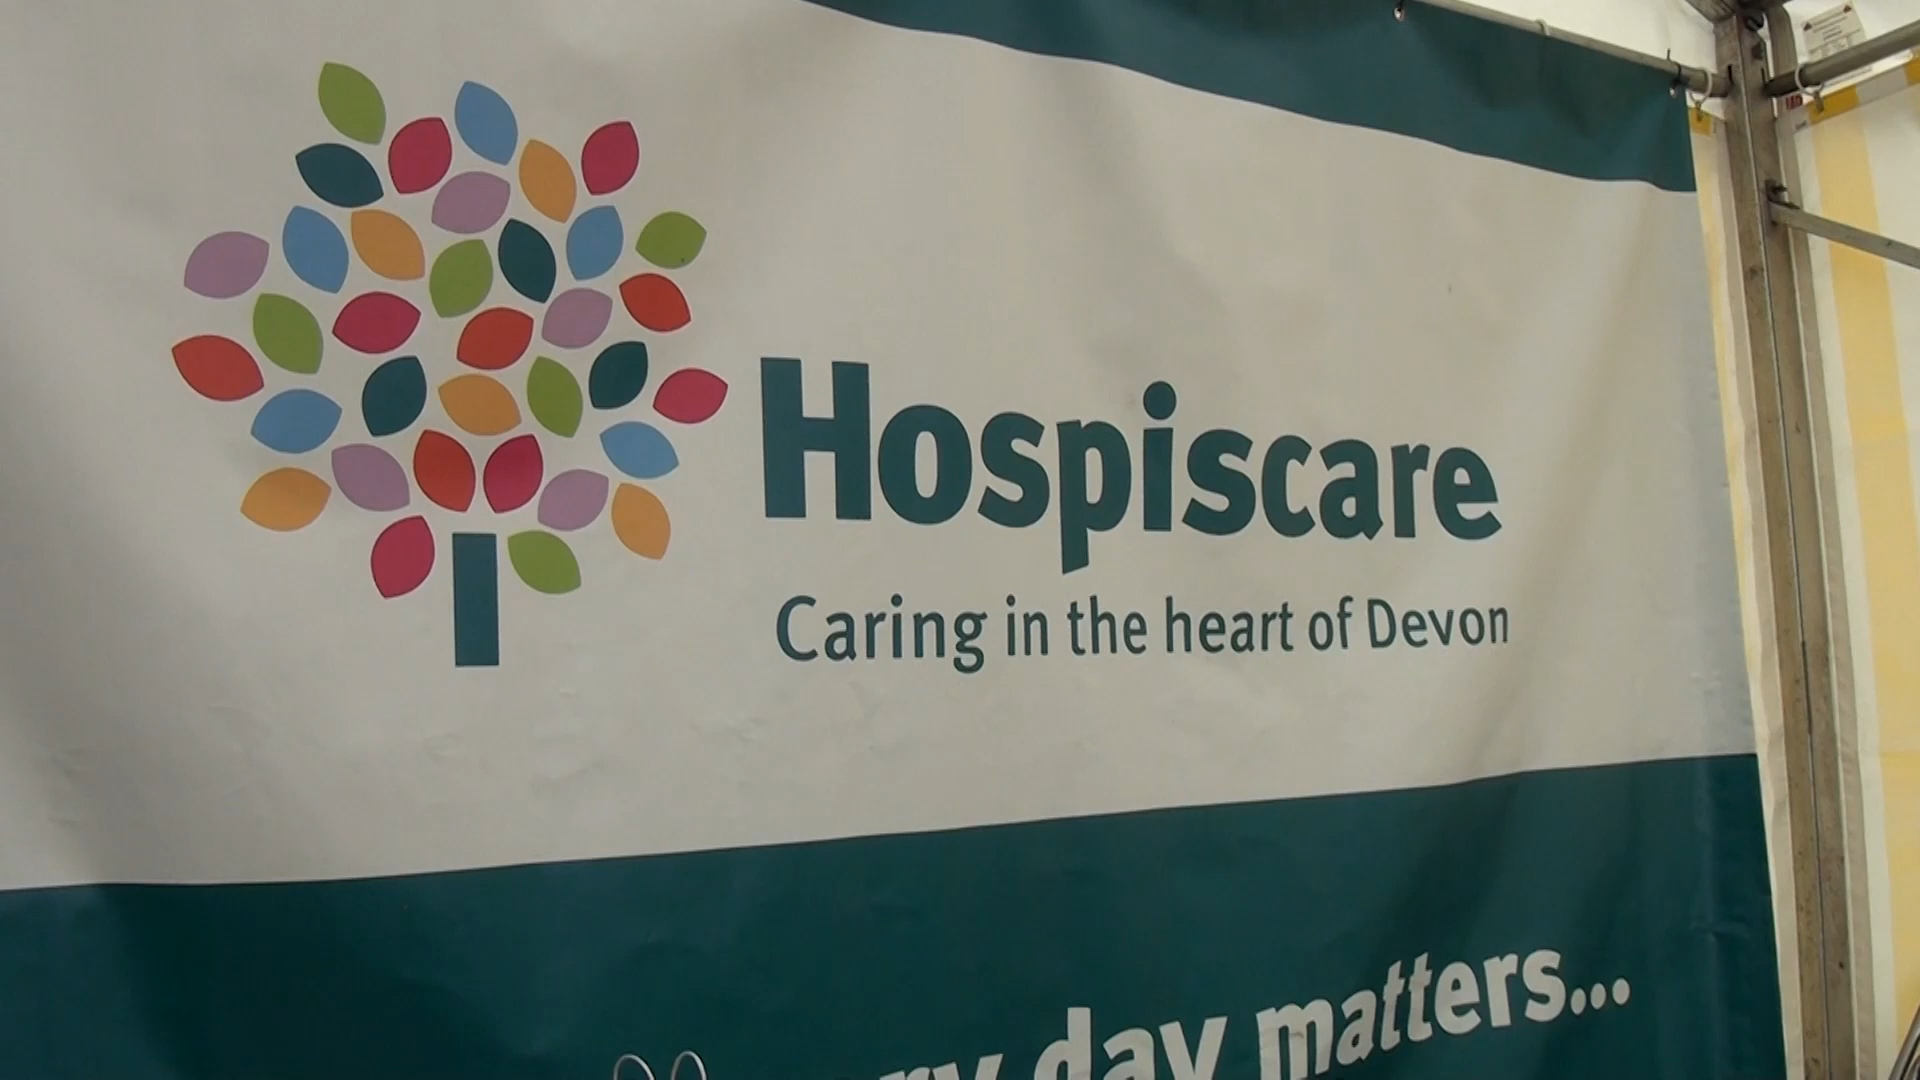 Hospiscare
Caring in the heart of Devon
day matters...